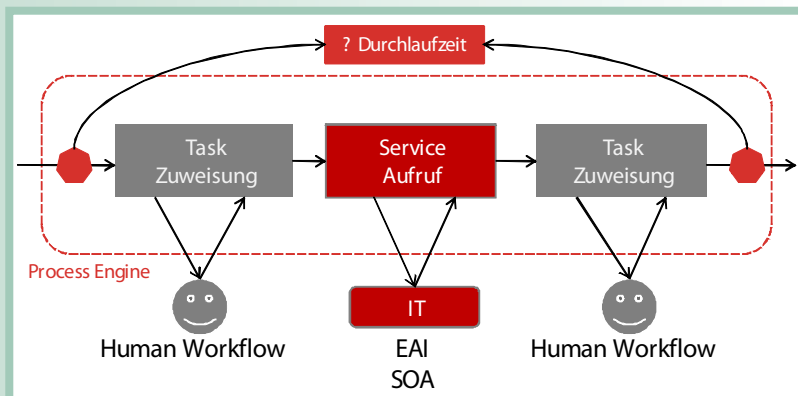 ? Durchlaufzeit
Task
Zuweisung
Service
Aufruf
Task
Zuweisung
Process Engine
IT
Human Workflow
EAI
SOA
Human Workflow